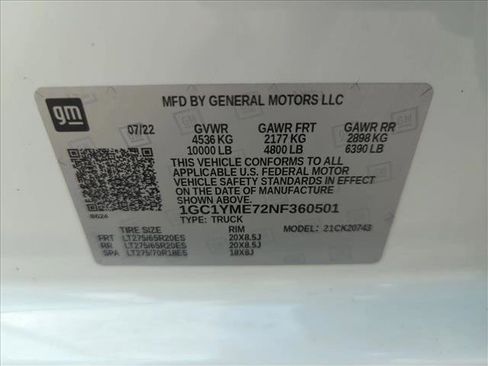 gm
MFD BY GENERAL MOTORS LLC
07/22 GVWR GAWR FRT GAWR RR
4536 KG 2177 KG 2898 KG
10000 LB 4800 LB 6390 LB
THIS VEHICLE CONFORMS TO ALL
APPLICABLE U.S. FEDERAL MOTOR
VEHICLE SAFETY STANDARDS IN EFFECT
ON THE DATE OF MANUFACTURE
SHOWN ABOVE.
1GC1YME72NF360501
TYPE: TRUCK
TIRE SIZE RIM MODEL: 21CK20743
FRT LT275/65R20ES 20X8.5J
RR LT275/65R20ES 20X8.5J
SPA LT275/70R18ES 18X8J